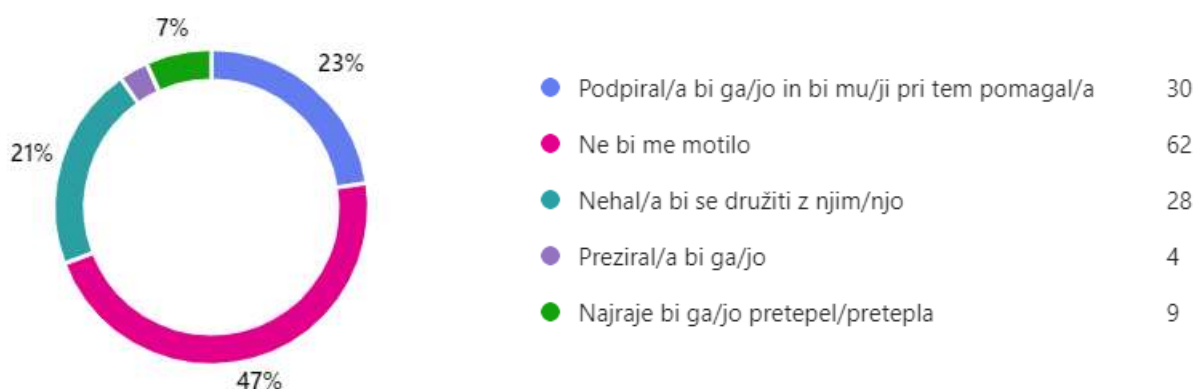 7%
23%
21%
47%
Podpiral/a bi ga/jo in bi mu/ji pri tem pomagal/a 30
Ne bi me motilo 62
Nehal/a bi se družiti z njim/njo 28
Preziral/a bi ga/jo 4
Najraje bi ga/jo pretepel/pretepla 9